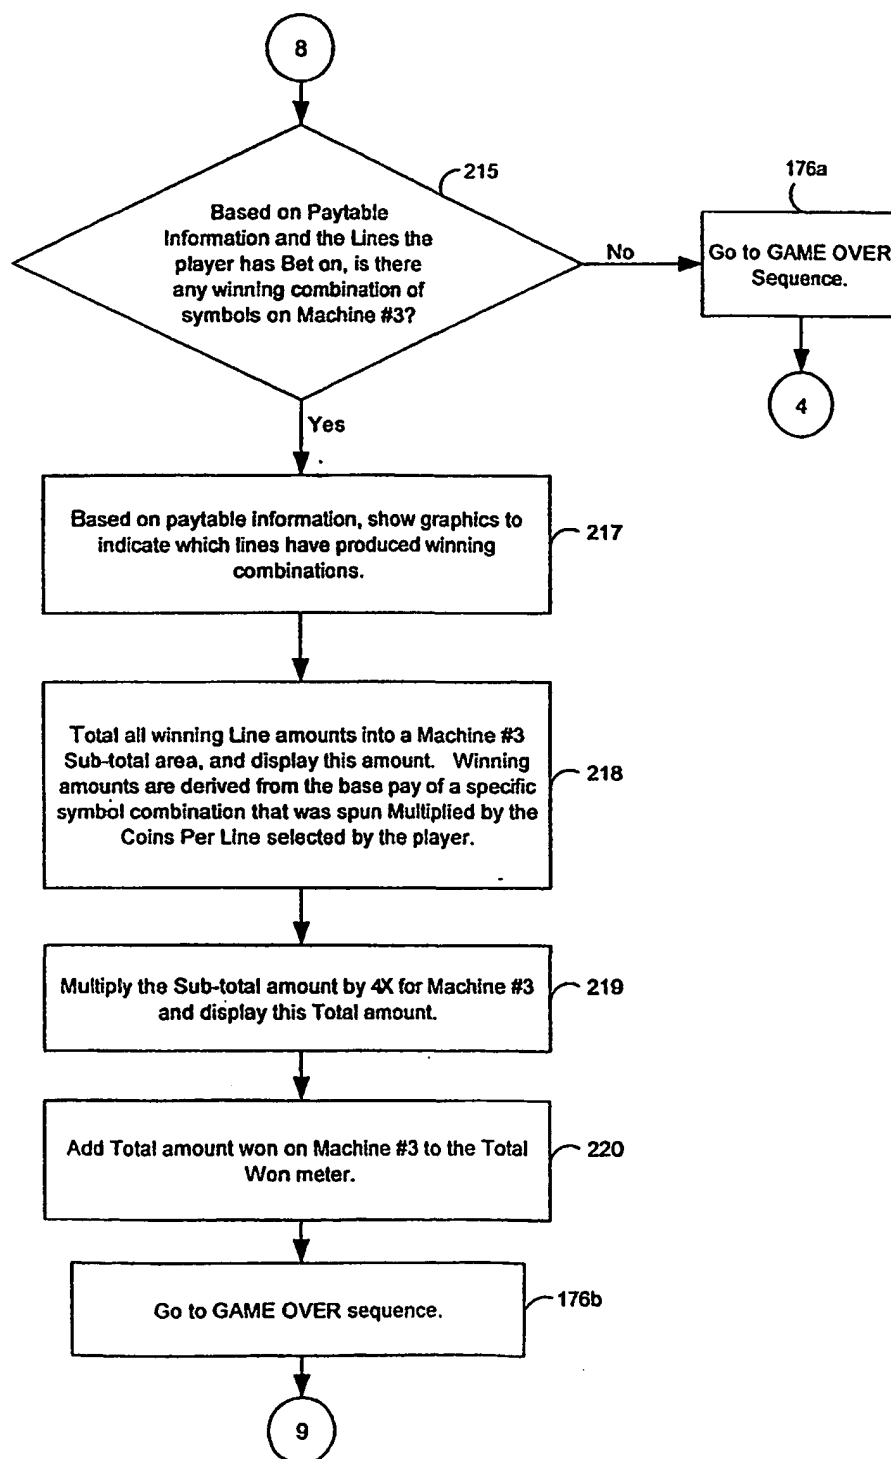 8
215
Based on Paytable
Information and the Lines the
player has Bet on, is there
any winning combination of
symbols on Machine #3?
No
176a
Go to GAME OVER
Sequence.
4
Yes
Based on paytable information, show graphics to
indicate which lines have produced winning
combinations.
217
Total all winning Line amounts into a Machine #3
Sub-total area, and display this amount. Winning
amounts are derived from the base pay of a specific
symbol combination that was spun Multiplied by the
Coins Per Line selected by the player.
218
Multiply the Sub-total amount by 4X for Machine #3
and display this Total amount.
219
Add Total amount won on Machine #3 to the Total
Won meter.
220
Go to GAME OVER sequence.
176b
9